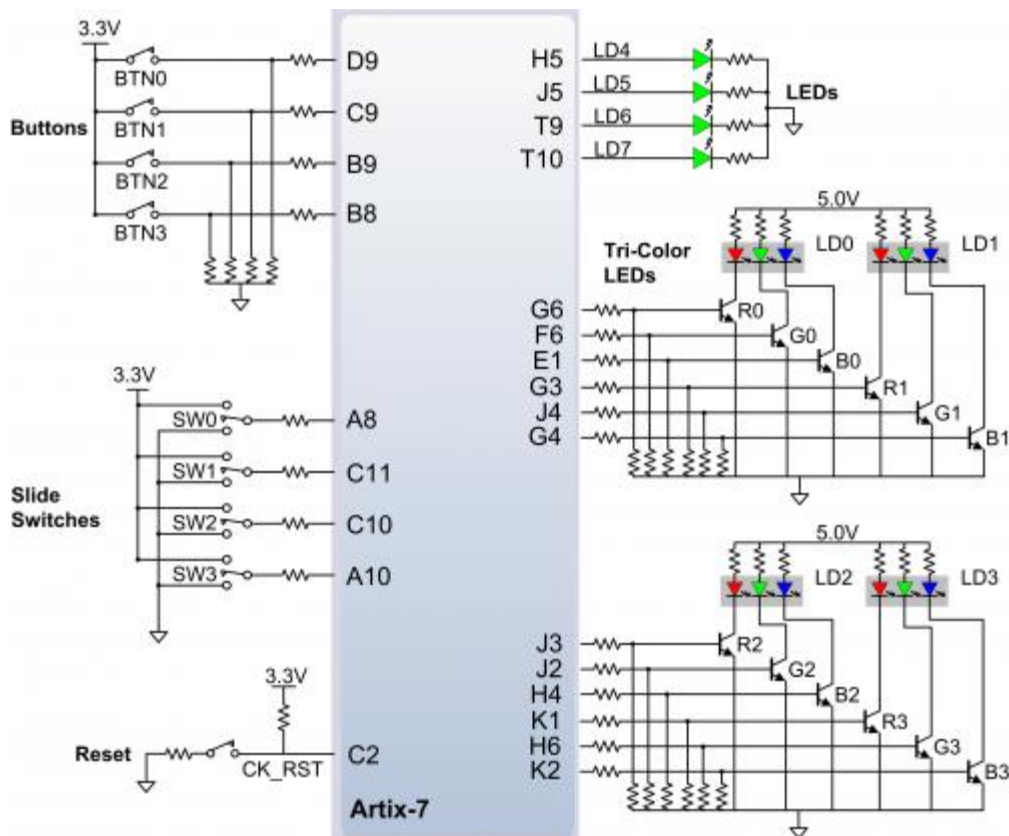 3.3V
BTN0
BTN1
BTN2
BTN3
Buttons
D9
C9
B9
B8
3.3V
SW0
SW1
SW2
SW3
Slide
Switches
A8
C11
C10
A10
3.3V
Reset
CK_RST
C2
Artix-7
H5
J5
T9
T10
LD4
LD5
LD6
LD7
LEDs
5.0V
LD0
LD1
Tri-Color
LEDs
G6
F6
E1
G3
J4
G4
R0
G0
B0
R1
G1
B1
5.0V
LD2
LD3
J3
J2
H4
K1
H6
K2
R2
G2
B2
R3
G3
B3